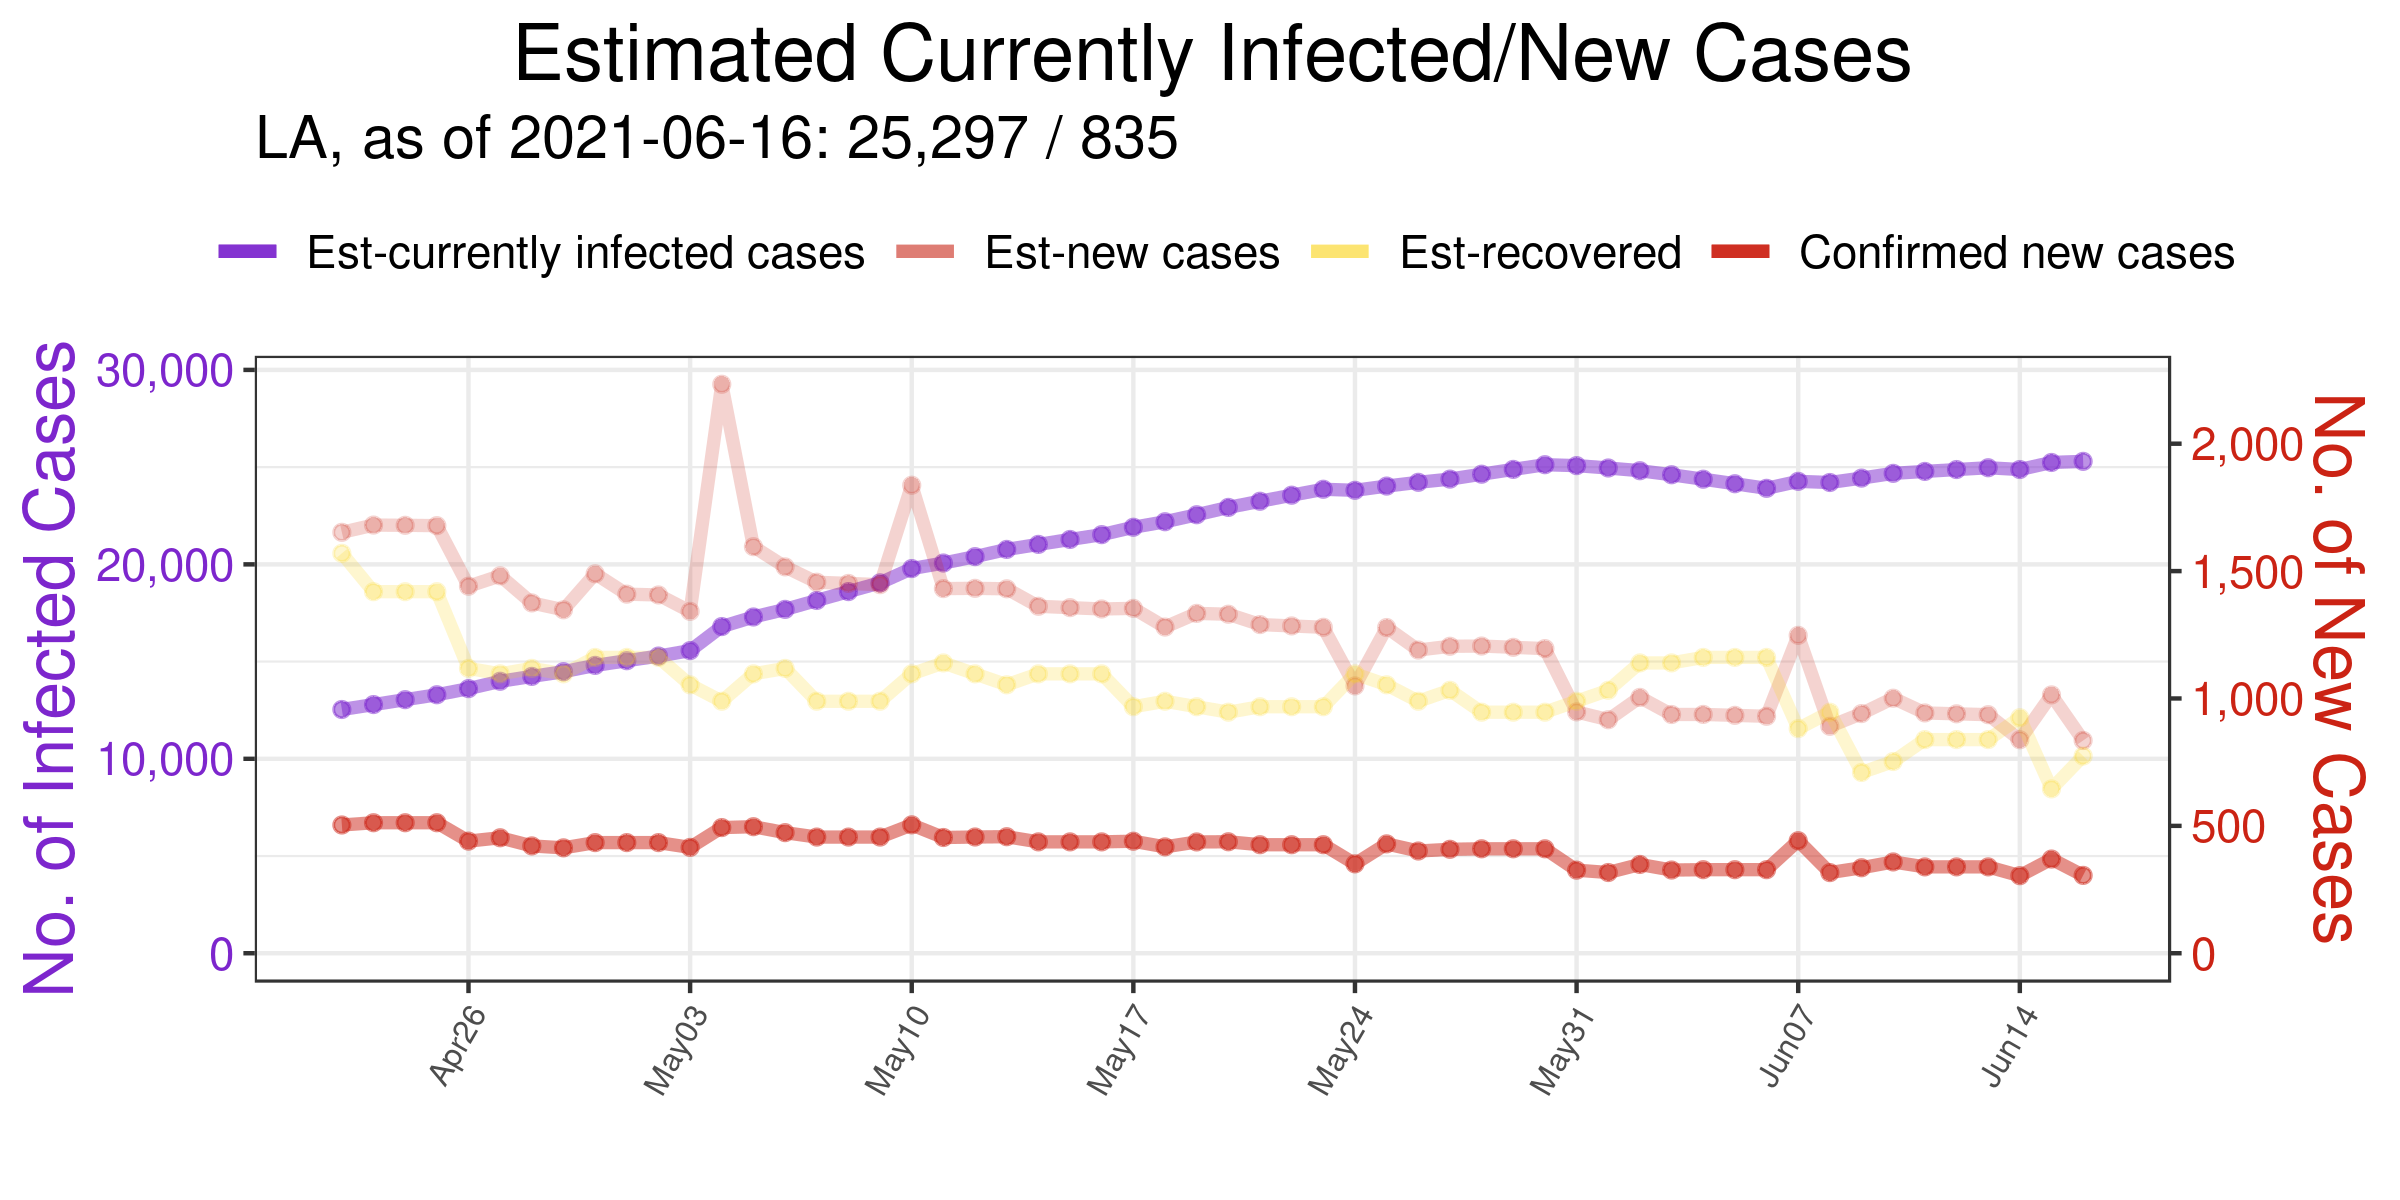 Estimated Currently Infected/New Cases
LA, as of 2021-06-16: 25,297 / 835
Est-currently infected cases Est-new cases Est-recovered Confirmed new cases
No. of Infected Cases
30,000
20,000
10,000
0
2,000
1,500
1,000
500
0
No. of New Cases
Apr26 May03 May10 May17 May24 May31 Jun07 Jun14